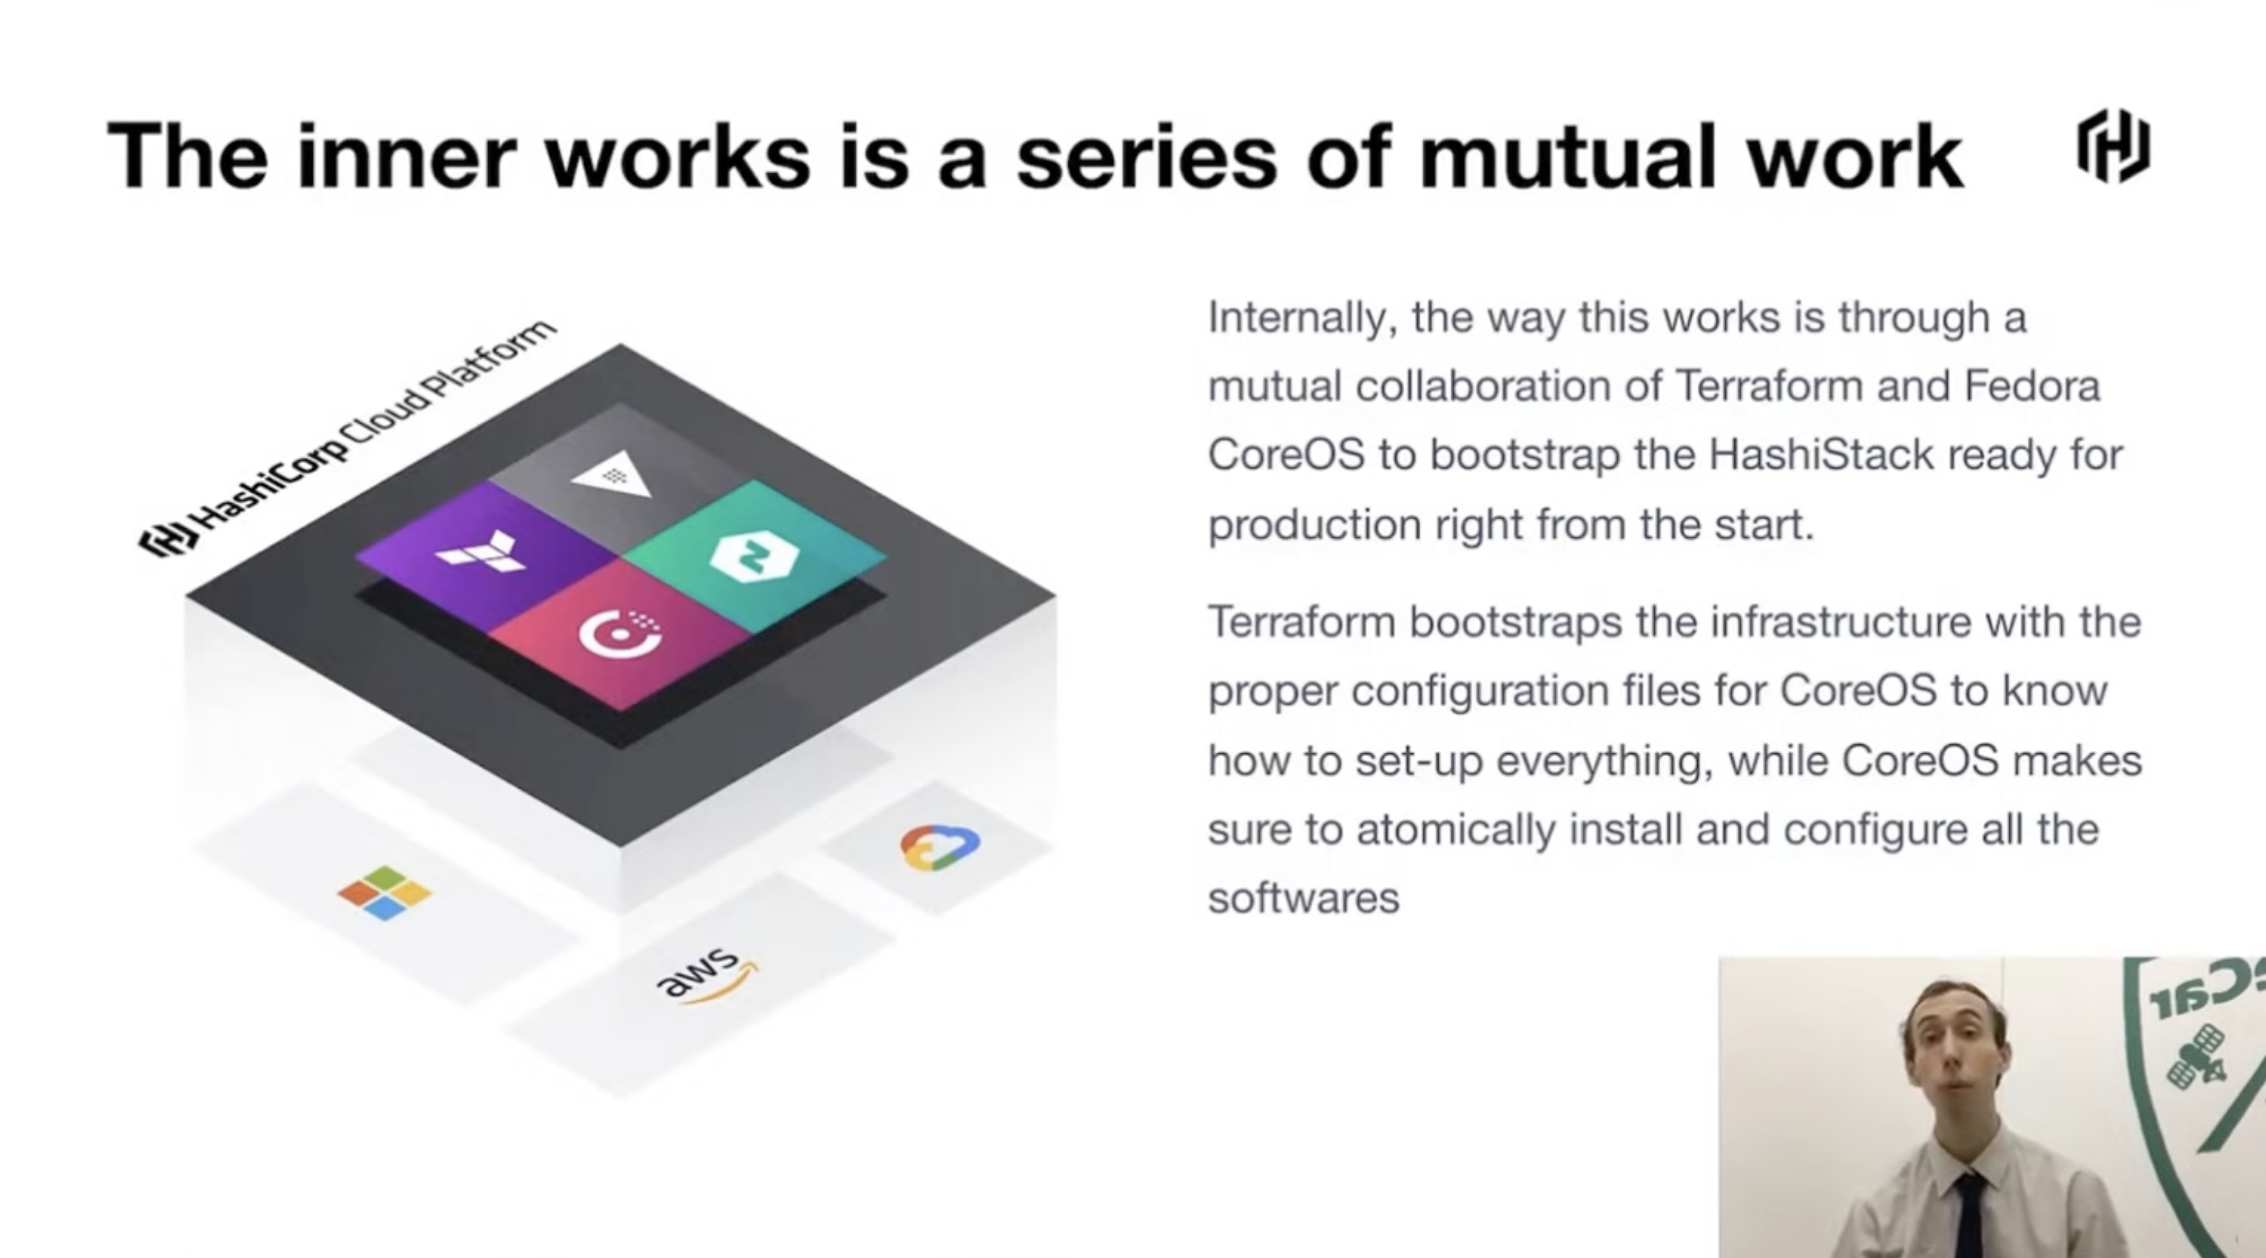 The inner works is a series of mutual work
HashiCorp Cloud Platform
Internally, the way this works is through a
mutual collaboration of Terraform and Fedora
CoreOS to bootstrap the HashiStack ready for
production right from the start.
Terraform bootstraps the infrastructure with the
proper configuration files for CoreOS to know
how to set-up everything, while CoreOS makes
sure to atomically install and configure all the
softwares
aws